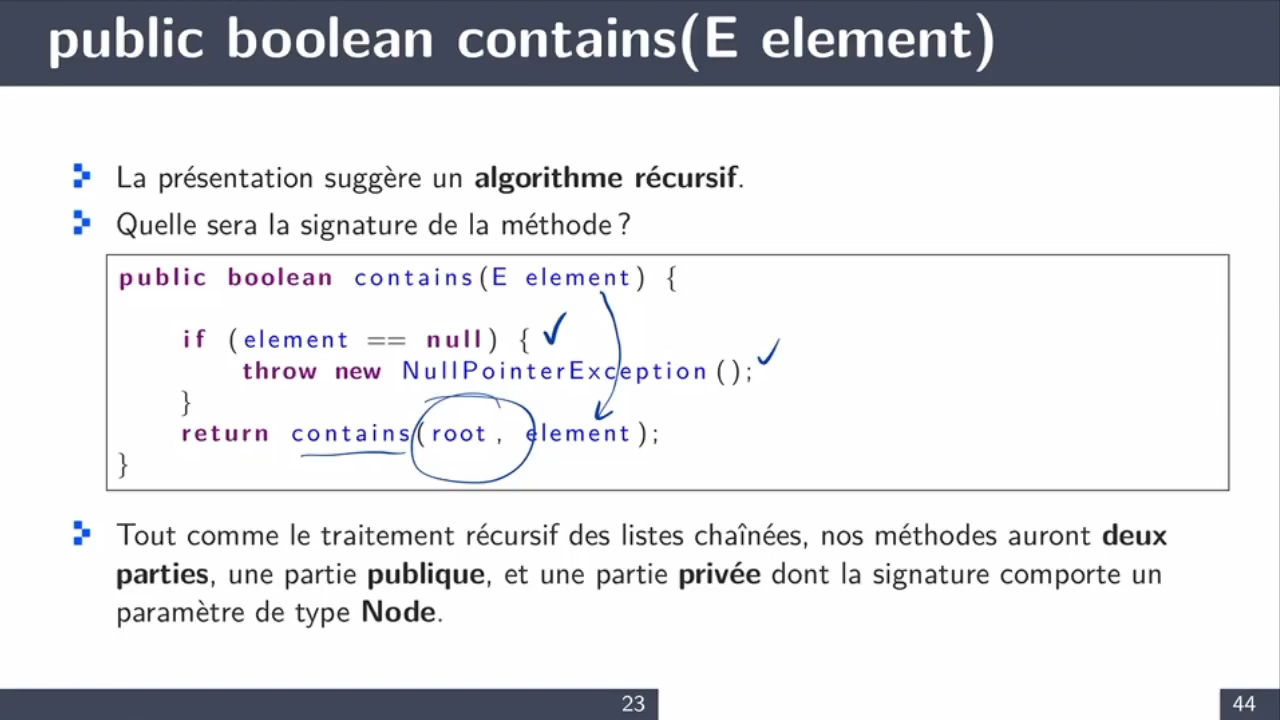 public boolean contains(E element)
La présentation suggère un algorithme récursif.
Quelle sera la signature de la méthode ?
public boolean contains(E element) {
if (element == null) {
throw new NullPointerException();
}
return contains(root, element);
}
Tout comme le traitement récursif des listes chaînées, nos méthodes auront deux
parties, une partie publique, et une partie privée dont la signature comporte un
paramètre de type Node.
23
44